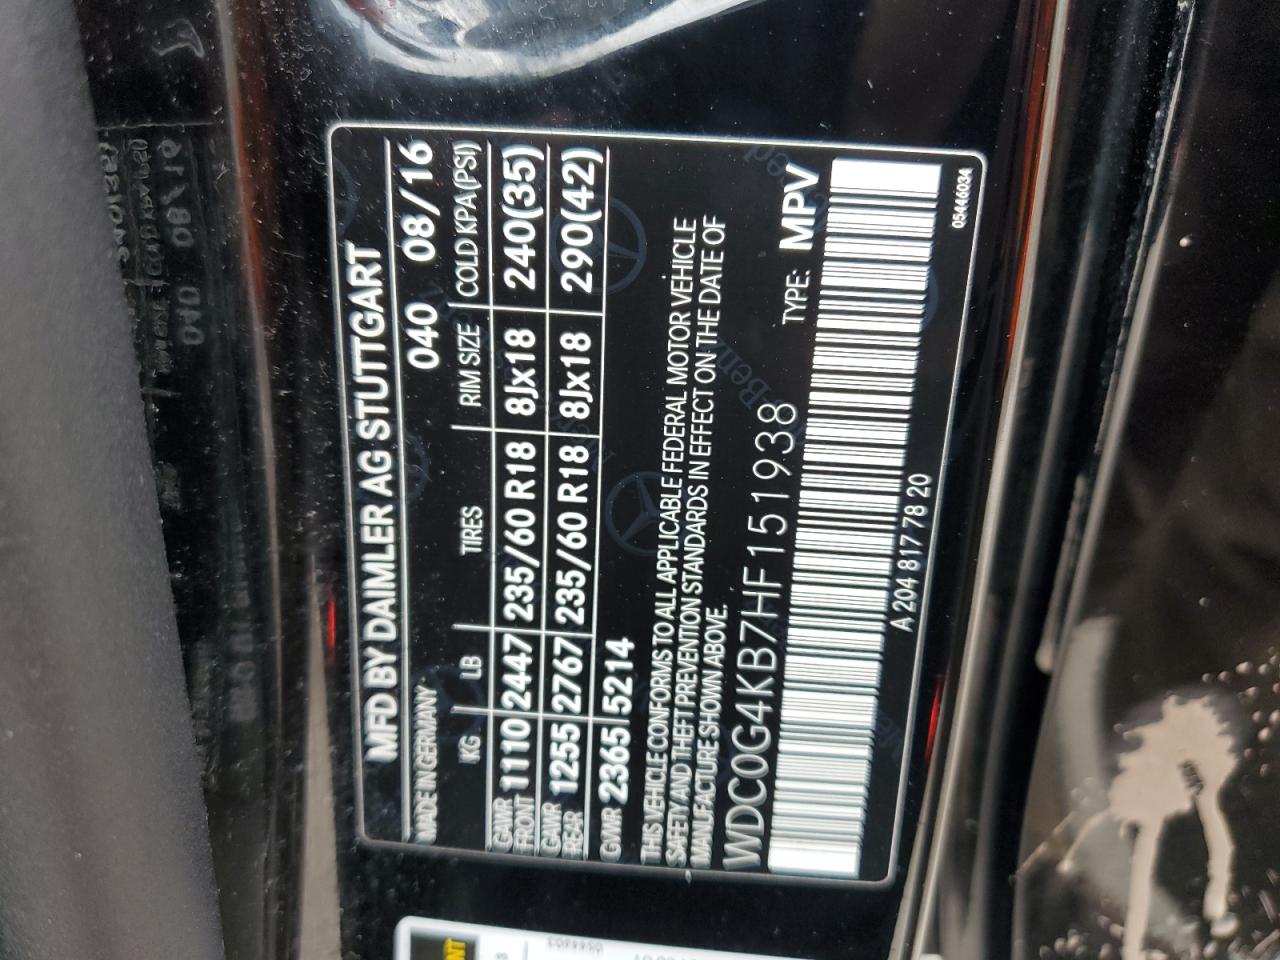 MFD BY DAIMLER AG STUTTGART
MADE IN GERMANY 040 08/16
KG LB TIRES RIM SIZE COLD KPA(PSI)
GAWR FRONT 1110 2447 235/60 R18 8Jx18 240(35)
GAWR REAR 1255 2767 235/60 R18 8Jx18 290(42)
GVWR 2365 5214
THIS VEHICLE CONFORMS TO ALL APPLICABLE FEDERAL MOTOR VEHICLE
SAFETY AND THEFT PREVENTION STANDARDS IN EFFECT ON THE DATE OF
MANUFACTURE SHOWN ABOVE.
WDC0G4KB7HF151938 TYPE: MPV
A 204 817 78 20 05446034